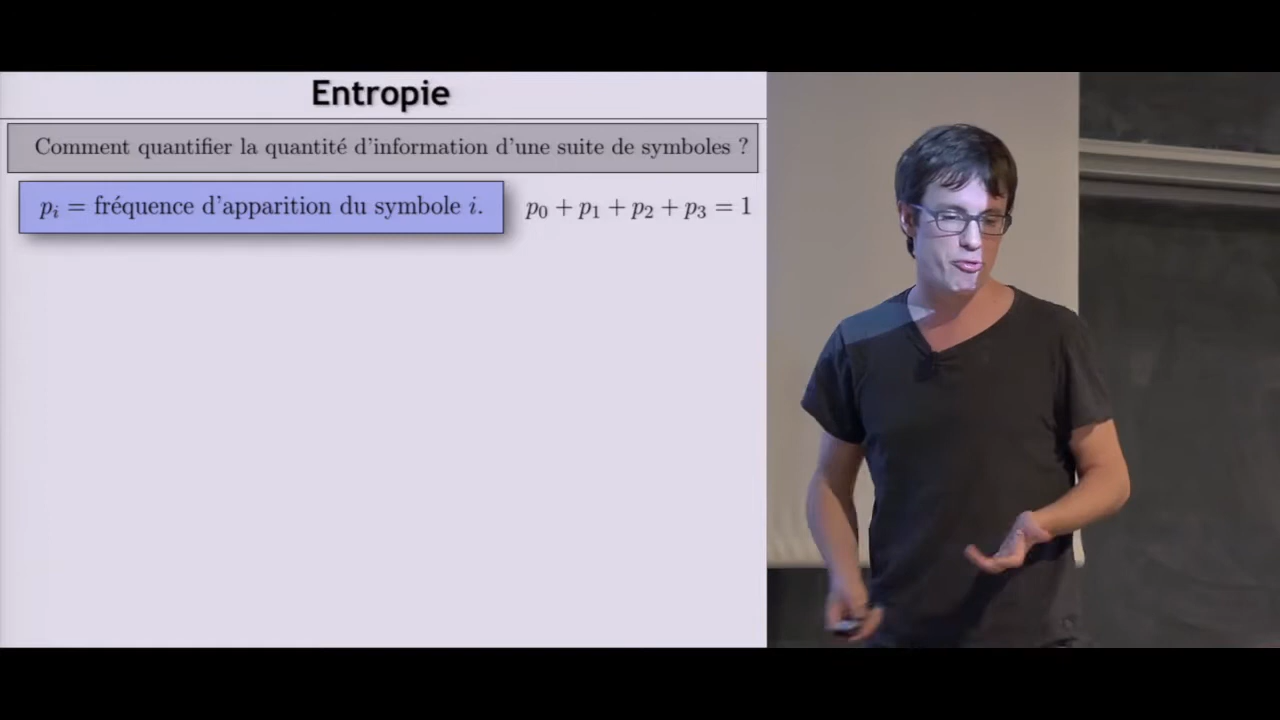 Entropie
Comment quantifier la quantité d'information d'une suite de symboles ?
p_i = fréquence d'apparition du symbole i.
p_0 + p_1 + p_2 + p_3 = 1